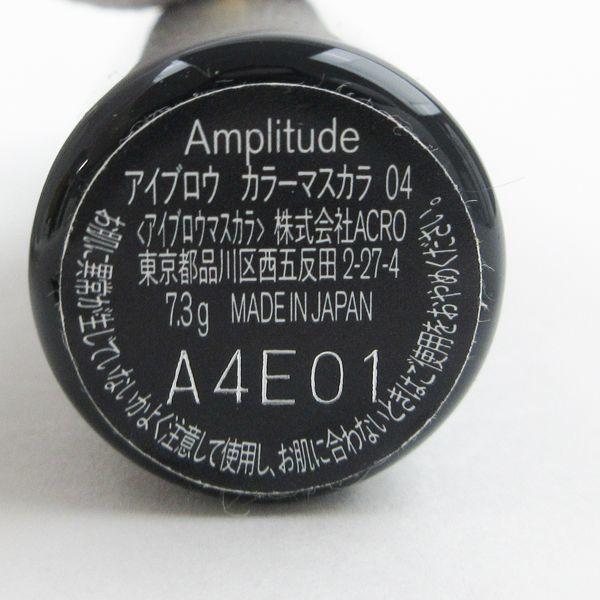 Amplitude
アイブロウ カラーマスカラ 04
〈アイブロウマスカラ〉 株式会社ACRO
東京都品川区西五反田2-27-4
7.3g MADE IN JAPAN
A4E01
お肌に異常が生じていないかよく注意して使用し、お肌に合わないときはご使用をおやめください。